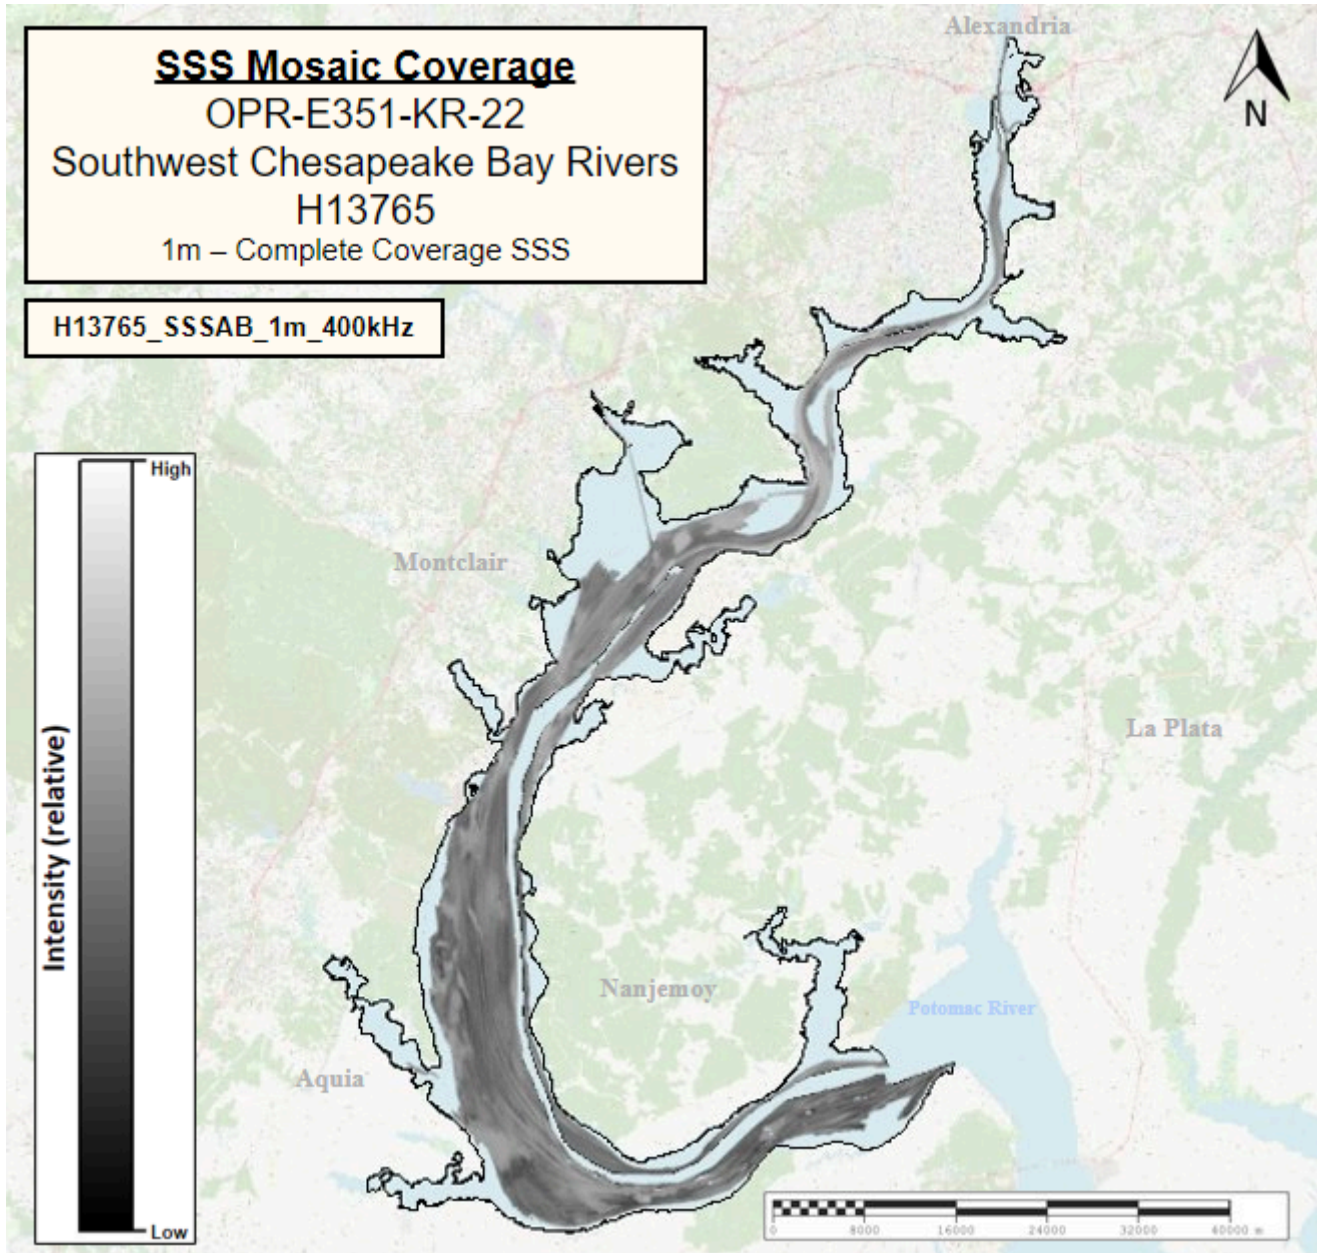 SSS Mosaic Coverage
OPR-E351-KR-22
Southwest Chesapeake Bay Rivers
H13765
1m – Complete Coverage SSS
H13765_SSSAB_1m_400kHz
Alexandria
N
High
Intensity (relative)
Low
Montclair
La Plata
Nanjemoy
Potomac River
Aquia
0 8000 16000 24000 32000 40000 m